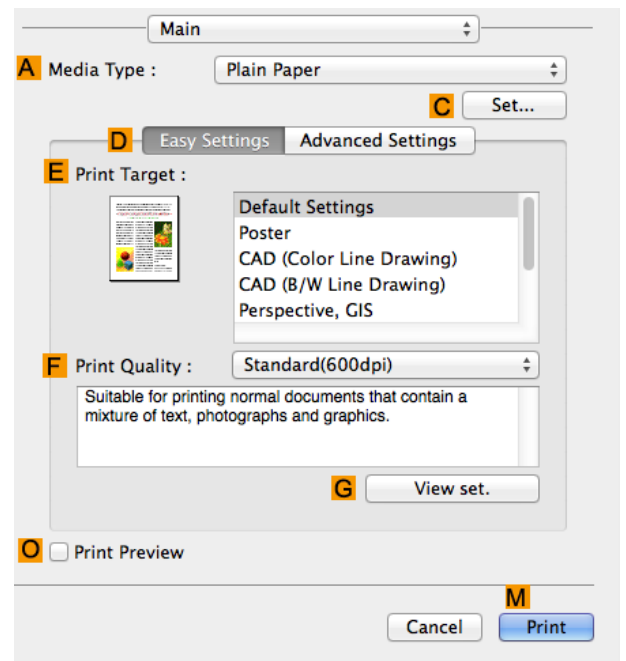 Main
A Media Type : Plain Paper
C Set...
D Easy Settings Advanced Settings
E Print Target :
Default Settings
Poster
CAD (Color Line Drawing)
CAD (B/W Line Drawing)
Perspective, GIS
F Print Quality : Standard(600dpi)
Suitable for printing normal documents that contain a
mixture of text, photographs and graphics.
G View set.
O Print Preview
M
Cancel Print